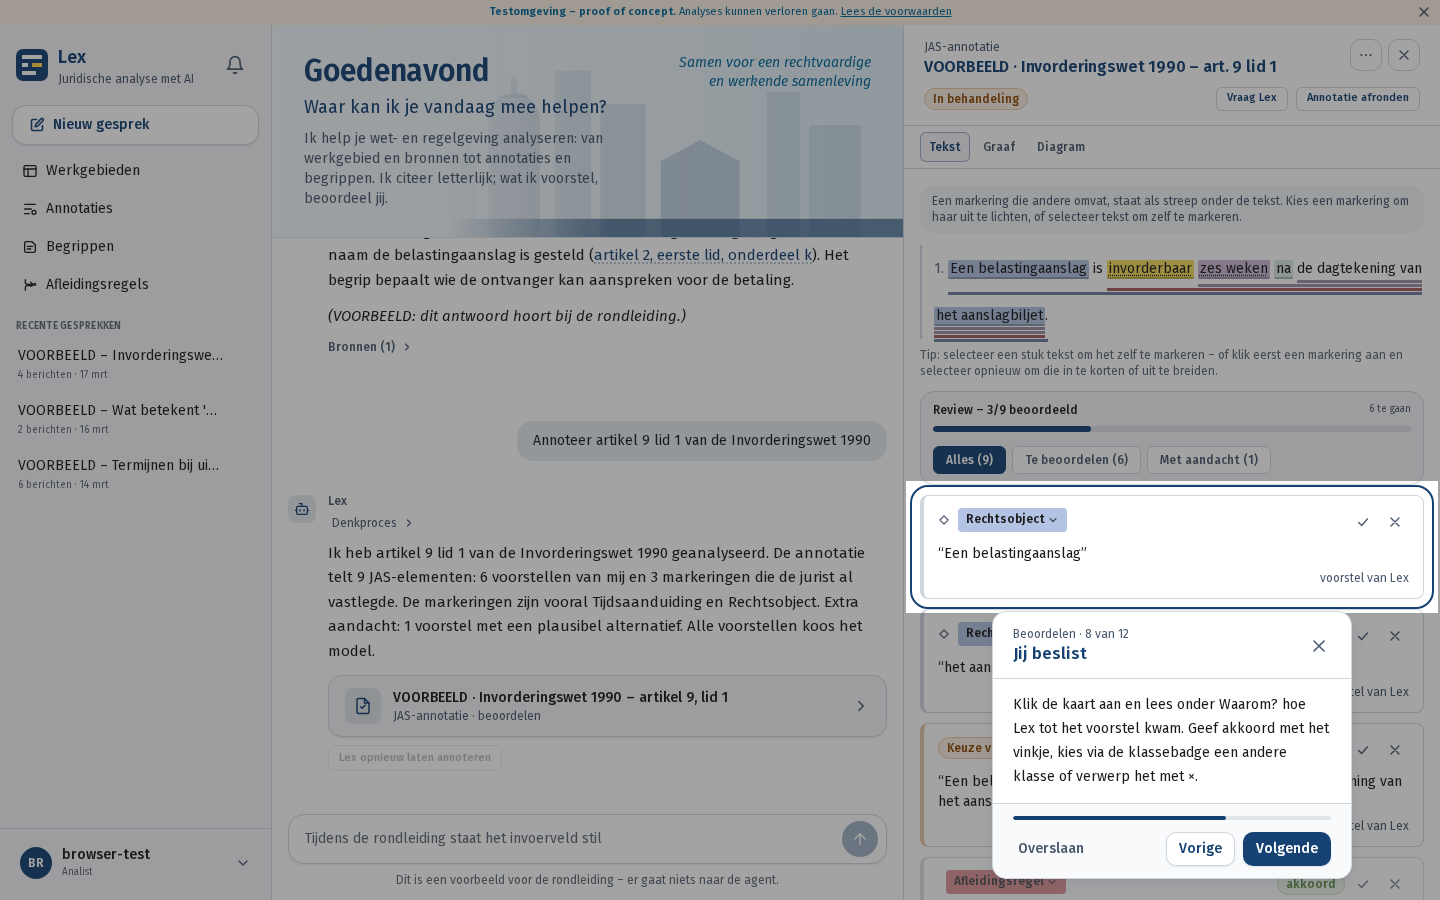 Testomgeving – proof of concept. Analyses kunnen verloren gaan. Lees de voorwaarden
Lex
Juridische analyse met AI
Nieuw gesprek
Werkgebieden
Annotaties
Begrippen
Afleidingsregels
RECENTE GESPREKKEN
VOORBEELD – Invorderingswe…
4 berichten · 17 mrt
VOORBEELD – Wat betekent '…
2 berichten · 16 mrt
VOORBEELD – Termijnen bij ui…
6 berichten · 14 mrt
BR
browser-test
Analist
Goedenavond
Samen voor een rechtvaardige
en werkende samenleving
Waar kan ik je vandaag mee helpen?
Ik help je wet- en regelgeving analyseren: van
werkgebied en bronnen tot annotaties en
begrippen. Ik citeer letterlijk; wat ik voorstel,
beoordeel jij.
naam de belastingaanslag is gesteld (artikel 2, eerste lid, onderdeel k). Het
begrip bepaalt wie de ontvanger kan aanspreken voor de betaling.
(VOORBEELD: dit antwoord hoort bij de rondleiding.)
Bronnen (1)
Annoteer artikel 9 lid 1 van de Invorderingswet 1990
Lex
Denkproces
Ik heb artikel 9 lid 1 van de Invorderingswet 1990 geanalyseerd. De annotatie
telt 9 JAS-elementen: 6 voorstellen van mij en 3 markeringen die de jurist al
vastlegde. De markeringen zijn vooral Tijdsaanduiding en Rechtsobject. Extra
aandacht: 1 voorstel met een plausibel alternatief. Alle voorstellen koos het
model.
VOORBEELD · Invorderingswet 1990 – artikel 9, lid 1
JAS-annotatie · beoordelen
Lex opnieuw laten annoteren
Tijdens de rondleiding staat het invoerveld stil
Dit is een voorbeeld voor de rondleiding – er gaat niets naar de agent.
JAS-annotatie
VOORBEELD · Invorderingswet 1990 – art. 9 lid 1
In behandeling
Vraag Lex
Annotatie afronden
Tekst
Graaf
Diagram
Een markering die andere omvat, staat als streep onder de tekst. Kies een markering om
haar uit te lichten, of selecteer tekst om zelf te markeren.
1. Een belastingaanslag is invorderbaar zes weken na de dagtekening van
het aanslagbiljet.
Tip: selecteer een stuk tekst om het zelf te markeren – of klik eerst een markering aan en
selecteer opnieuw om die in te korten of uit te breiden.
Review – 3/9 beoordeeld
6 te gaan
Alles (9)
Te beoordelen (6)
Met aandacht (1)
Rechtsobject
“Een belastingaanslag”
voorstel van Lex
Rech
“het aan
tel van Lex
Keuze v
“Een bel
ning van
het aans
tel van Lex
Afleidingsregel
akkoord
Beoordelen · 8 van 12
Jij beslist
Klik de kaart aan en lees onder Waarom? hoe
Lex tot het voorstel kwam. Geef akkoord met het
vinkje, kies via de klassebadge een andere
klasse of verwerp het met ×.
Overslaan
Vorige
Volgende